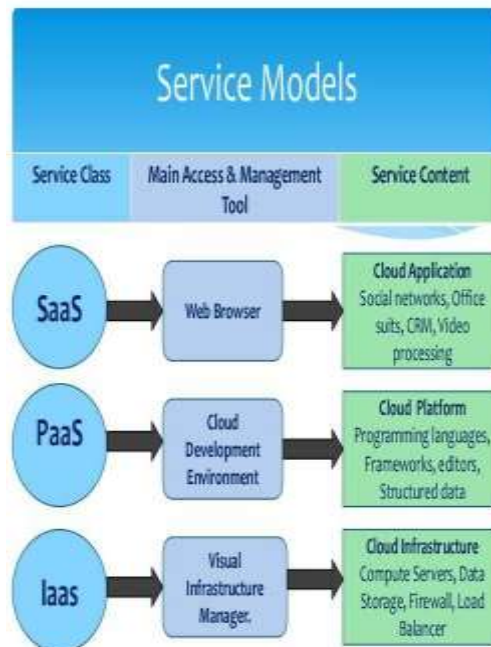 Service Models
Service Class
Main Access & Management
Tool
Service Content
SaaS
Web Browser
Cloud Application
Social networks, Office
suits, CRM, Video
processing
PaaS
Cloud
Development
Environment
Cloud Platform
Programming languages,
Frameworks, editors,
Structured data
Iaas
Visual
Infrastructure
Manager.
Cloud Infrastructure
Compute Servers, Data
Storage, Firewall, Load
Balancer